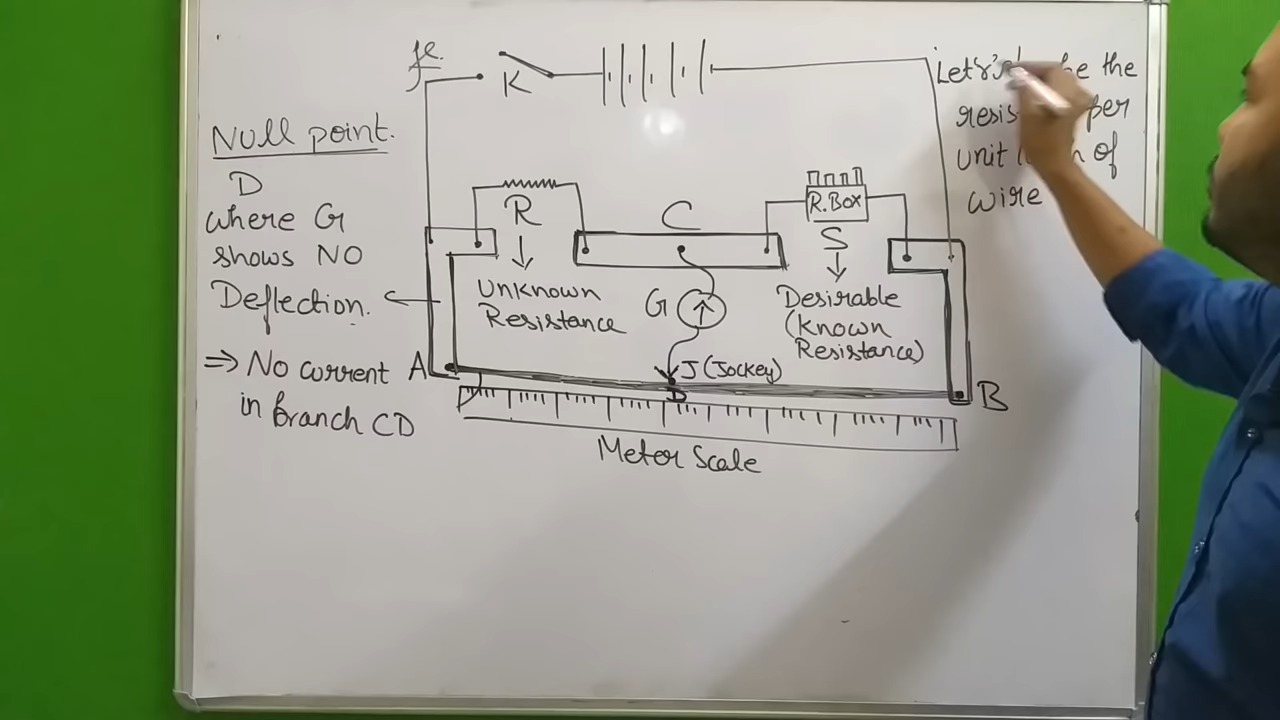 K
Null point.
D
where G
shows NO
Deflection.
⇒ No current
in branch CD
R
Unknown
Resistance
C
G
J (Jockey)
R.Box
S
Desirable
(Known
Resistance)
A
D
B
Meter Scale
Let 'r' be the
per
unit of
wire